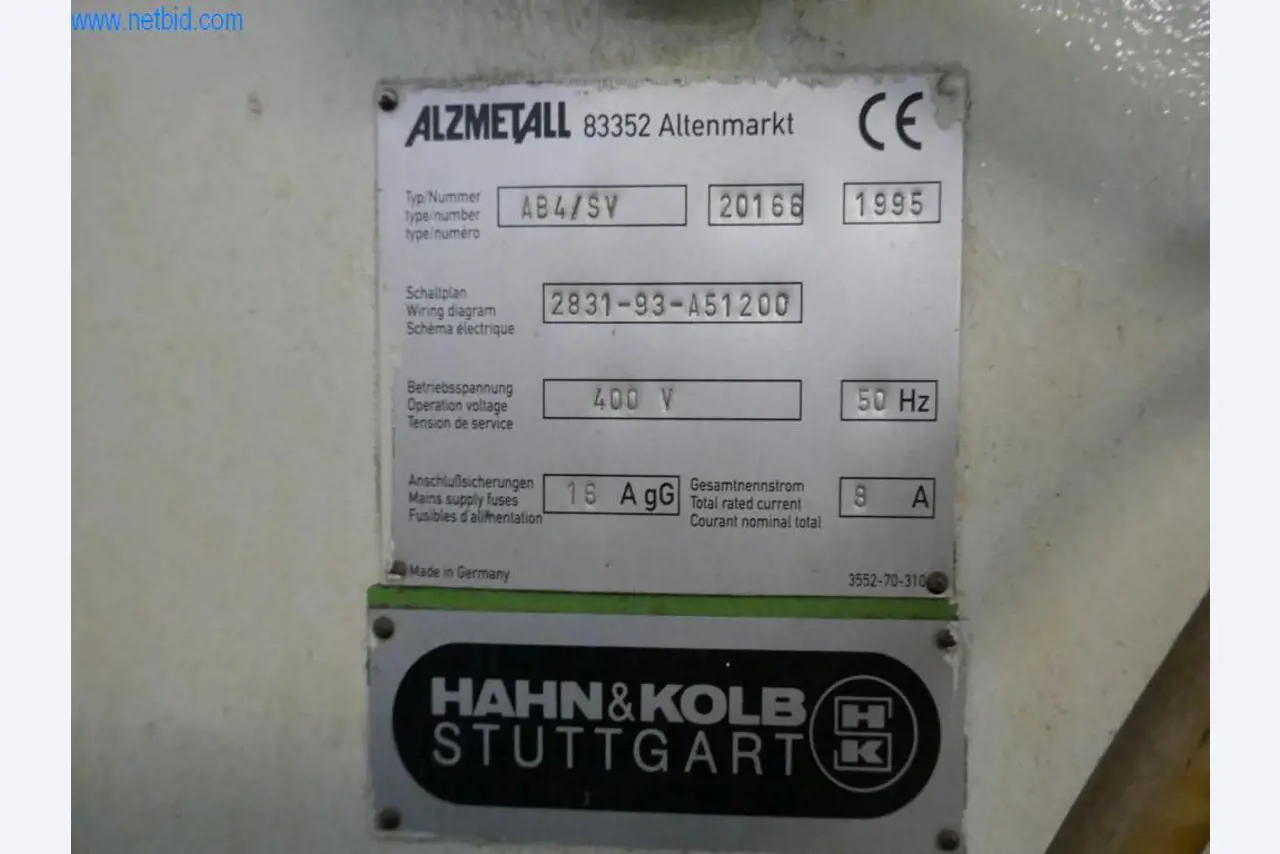 www.netbid.com
ALZMETALL 83352 Altenmarkt CE
Typ/Nummer
type/number
type/numéro
AB4/SV 20166 1995
Schaltplan
Wiring diagram
Schéma électrique
2831-93-A51200
Betriebsspannung
Operation voltage
Tension de service
400 V 50 Hz
Anschlußsicherungen
Mains supply fuses
Fusibles d'alimentation
16 A gG
Gesamtnennstrom
Total rated current
Courant nominal total
8 A
Made in Germany 3552-70-310
HAHN&KOLB
STUTTGART
HK